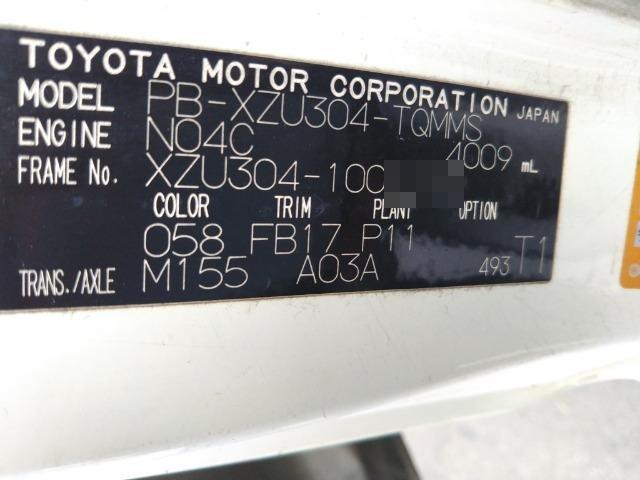 TOYOTA MOTOR CORPORATION JAPAN
MODEL PB-XZU304-TQMMS
ENGINE N04C 4009 mL
FRAME No. XZU304-100
COLOR TRIM PLANT OPTION
058 FB17 P11
TRANS./AXLE M155 A03A 493 T1